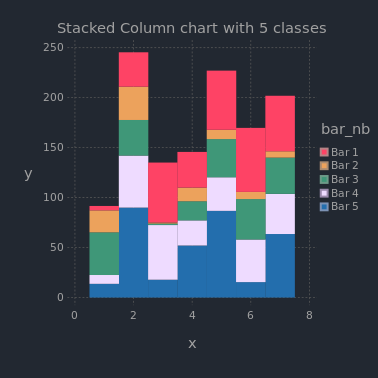 Stacked Column chart with 5 classes
250
200
150
100
50
0
y
0
2
4
6
8
x
bar_nb
Bar 1
Bar 2
Bar 3
Bar 4
Bar 5